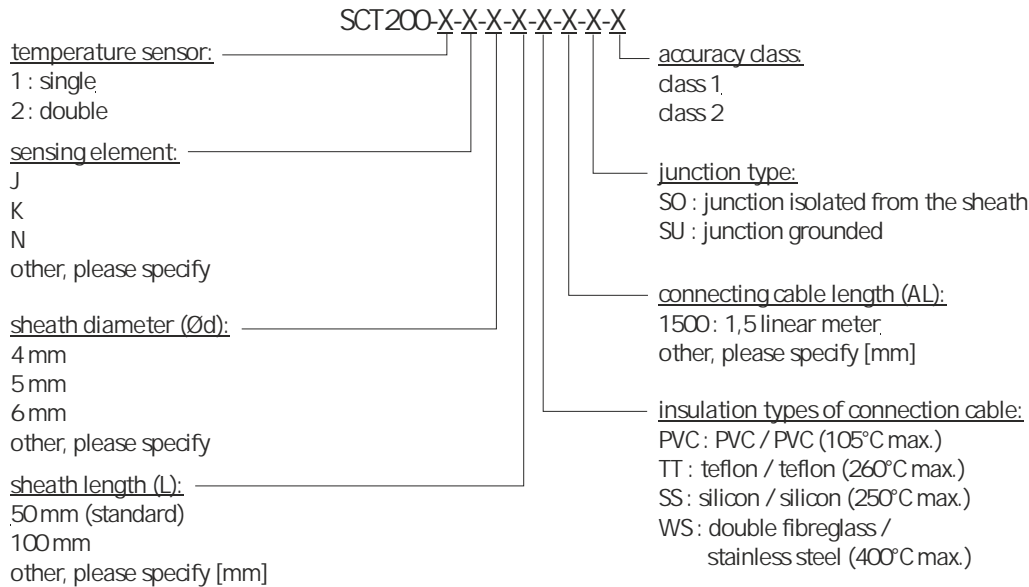 SCT200-X-X-X-X-X-X-X-X
temperature sensor:
1 : single
2 : double
sensing element:
J
K
N
other, please specify
sheath diameter (Ød):
4 mm
5 mm
6 mm
other, please specify
sheath length (L):
50 mm (standard)
100 mm
other, please specify [mm]
accuracy class:
class 1
class 2
junction type:
SO : junction isolated from the sheath
SU : junction grounded
connecting cable length (AL):
1500 : 1,5 linear meter
other, please specify [mm]
insulation types of connection cable:
PVC : PVC / PVC (105°C max.)
TT : teflon / teflon (260°C max.)
SS : silicon / silicon (250°C max.)
WS : double fibreglass /
stainless steel (400°C max.)